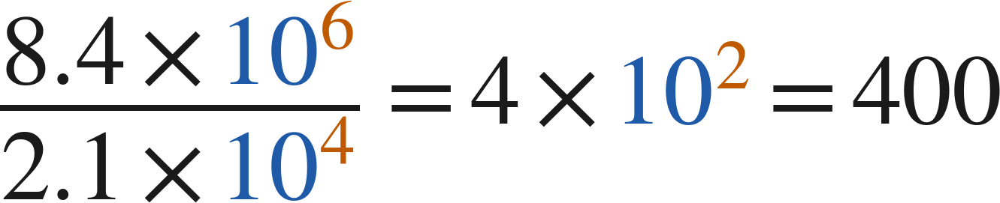 8.4 × 10⁶
2.1 × 10⁴
= 4 × 10² = 400